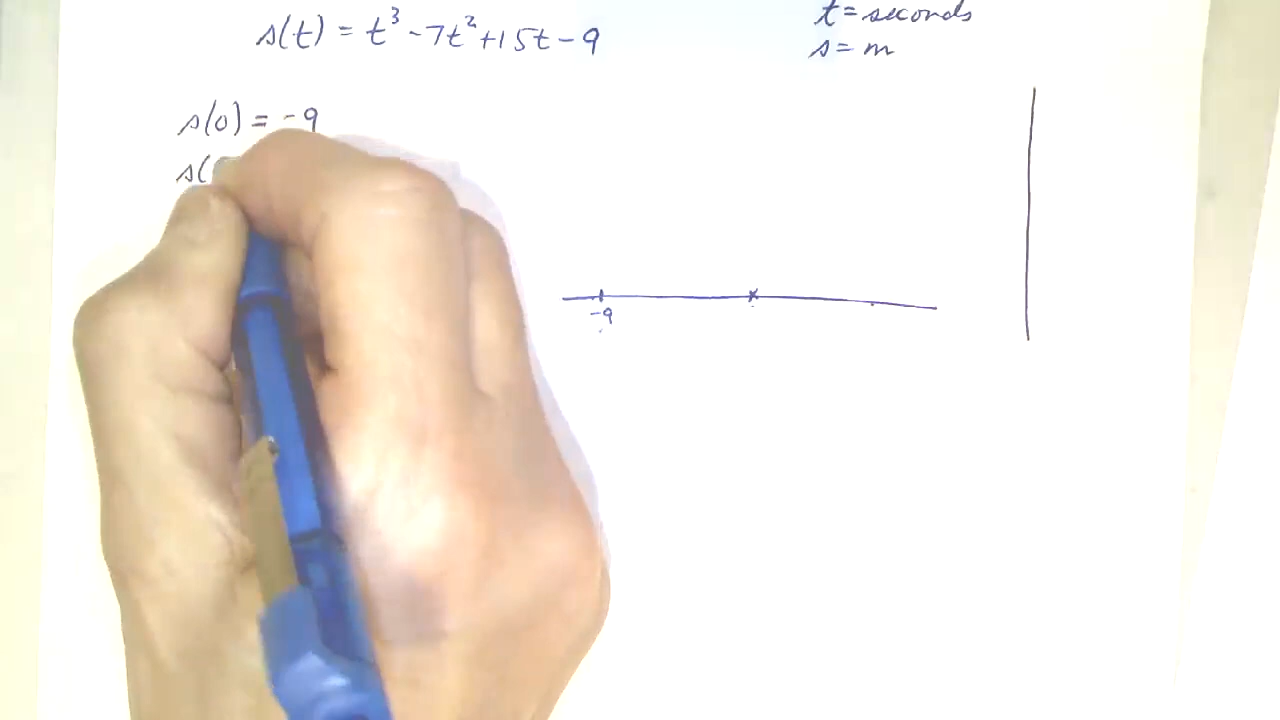 s(t) = t³ -7t² +15t - 9
t = seconds
s = m
s(0) = -9
s(
-9